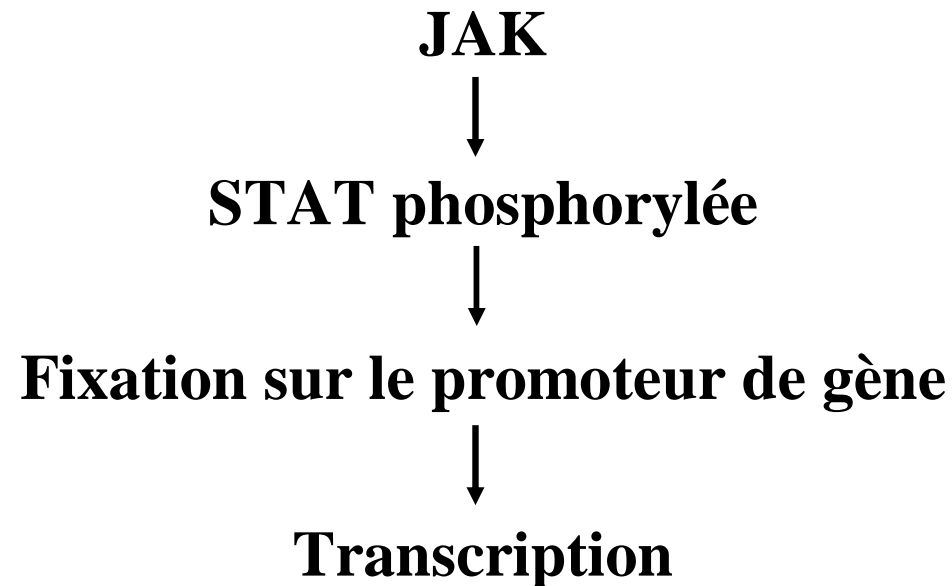 JAK
STAT phosphorylée
Fixation sur le promoteur de gène
Transcription